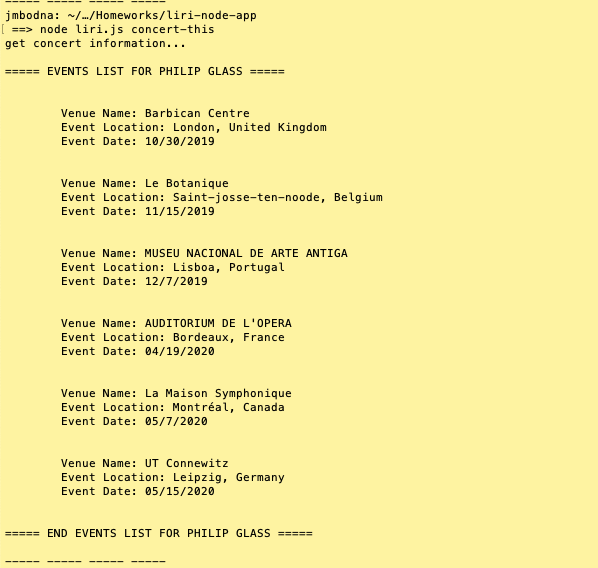 ----- ----- ----- -----
jmbodna: ~/…/Homeworks/liri-node-app
[ ==> node liri.js concert-this
get concert information...
===== EVENTS LIST FOR PHILIP GLASS =====
Venue Name: Barbican Centre
Event Location: London, United Kingdom
Event Date: 10/30/2019
Venue Name: Le Botanique
Event Location: Saint-josse-ten-noode, Belgium
Event Date: 11/15/2019
Venue Name: MUSEU NACIONAL DE ARTE ANTIGA
Event Location: Lisboa, Portugal
Event Date: 12/7/2019
Venue Name: AUDITORIUM DE L'OPERA
Event Location: Bordeaux, France
Event Date: 04/19/2020
Venue Name: La Maison Symphonique
Event Location: Montréal, Canada
Event Date: 05/7/2020
Venue Name: UT Connewitz
Event Location: Leipzig, Germany
Event Date: 05/15/2020
===== END EVENTS LIST FOR PHILIP GLASS =====
----- ----- ----- -----